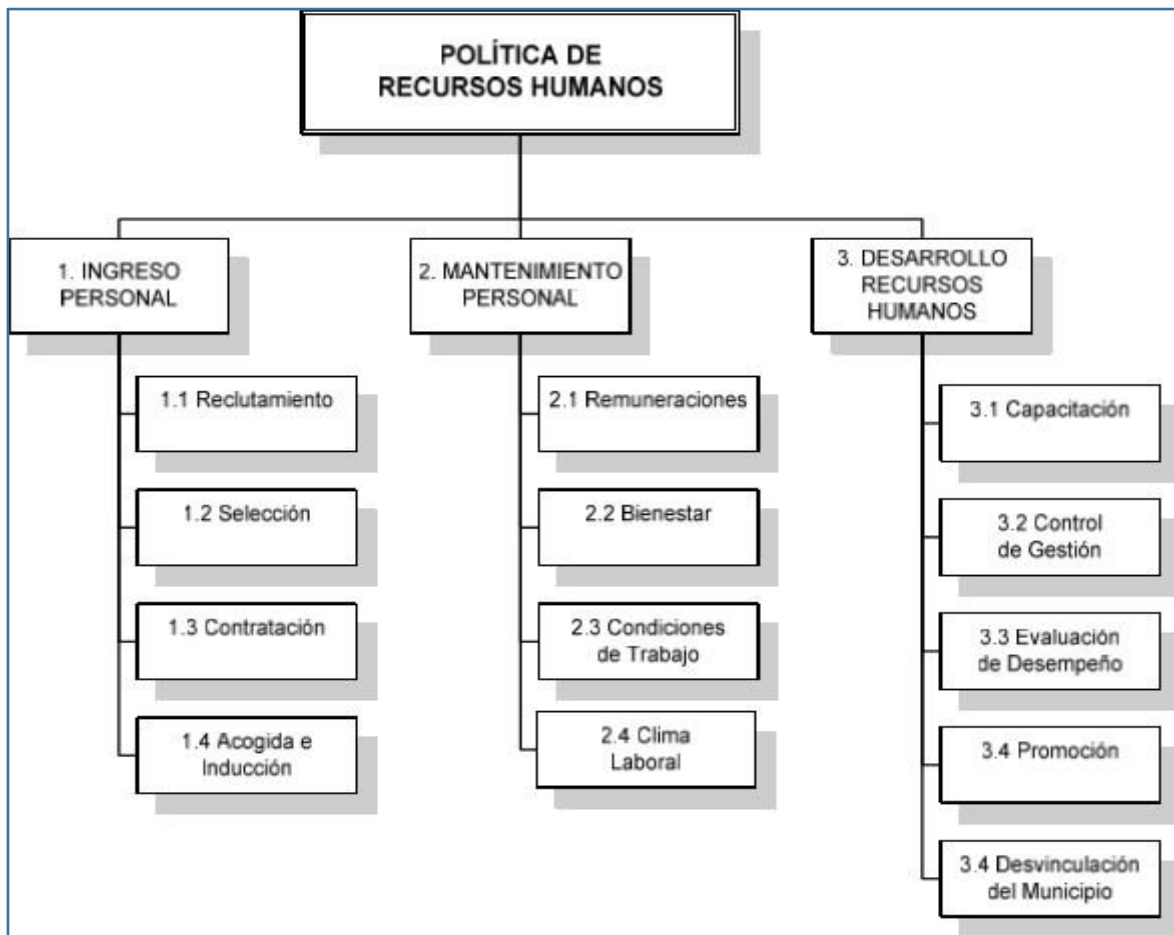 POLÍTICA DE
RECURSOS HUMANOS
1. INGRESO
PERSONAL
1.1 Reclutamiento
1.2 Selección
1.3 Contratación
1.4 Acogida e
Inducción
2. MANTENIMIENTO
PERSONAL
2.1 Remuneraciones
2.2 Bienestar
2.3 Condiciones
de Trabajo
2.4 Clima
Laboral
3. DESARROLLO
RECURSOS
HUMANOS
3.1 Capacitación
3.2 Control
de Gestión
3.3 Evaluación
de Desempeño
3.4 Promoción
3.4 Desvinculación
del Municipio